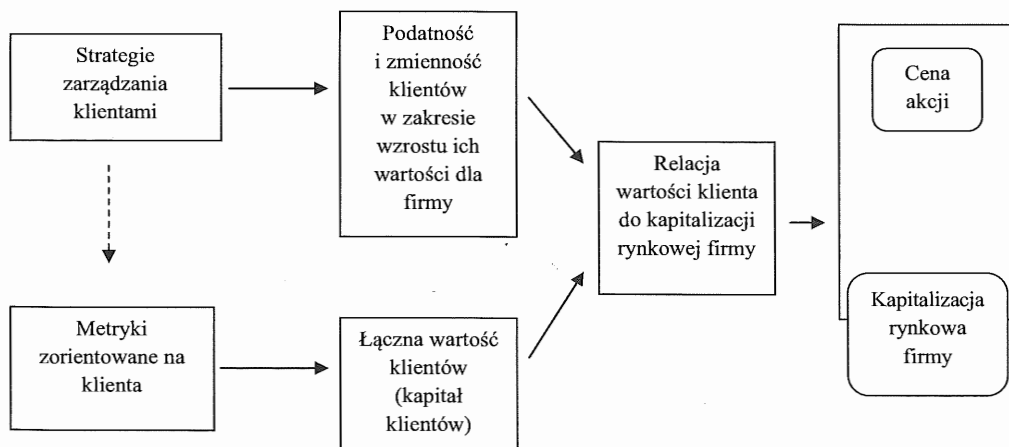 Strategie
zarządzania
klientami
Podatność
i zmienność
klientów
w zakresie
wzrostu ich
wartości dla
firmy
Cena
akcji
Relacja
wartości klienta
do kapitalizacji
rynkowej firmy
Metryki
zorientowane na
klienta
Łączna wartość
klientów
(kapitał
klientów)
Kapitalizacja
rynkowa
firmy